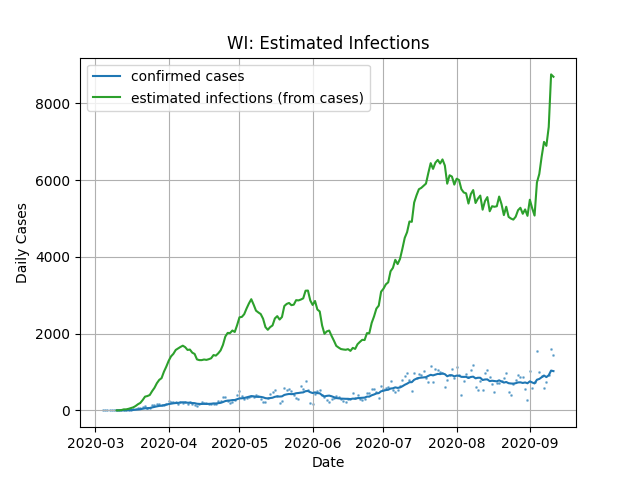 WI: Estimated Infections
confirmed cases
estimated infections (from cases)
Daily Cases
8000
6000
4000
2000
0
2020-03 2020-04 2020-05 2020-06 2020-07 2020-08 2020-09
Date